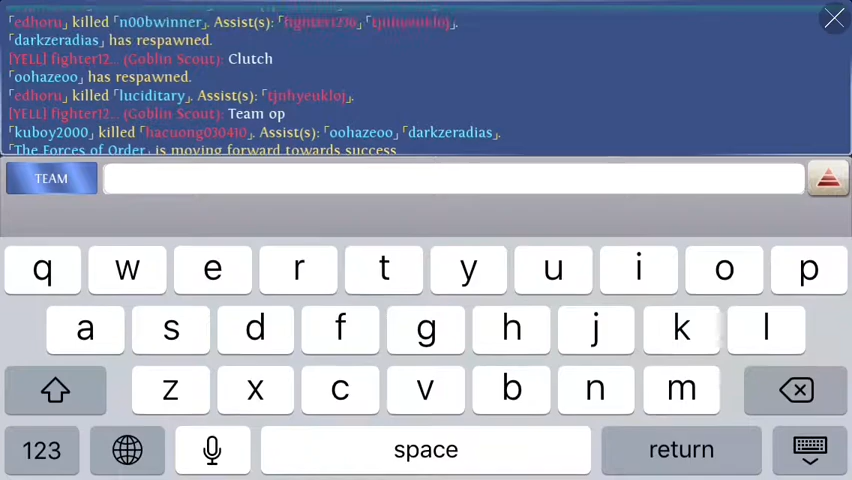 「edhoru」 killed 「n00bwinner」. Assist(s): 「fighter1230」 .
「darkzeradias」 has respawned.
[YELL] fighter12... (Goblin Scout): Clutch
「oohazeoo」 has respawned.
「edhoru」 killed 「luciditary」. Assist(s): 「tjnhyeukloj」.
[YELL] fighter12... (Goblin Scout): Team op
「kuboy2000」 killed 「hacuong030410」. Assist(s): 「oohazeoo」 「darkzeradias」.
「The Forces of Order」 is moving forward towards success
TEAM
q w e r t y u i o p
a s d f g h j k l
z x c v b n m
123 space return